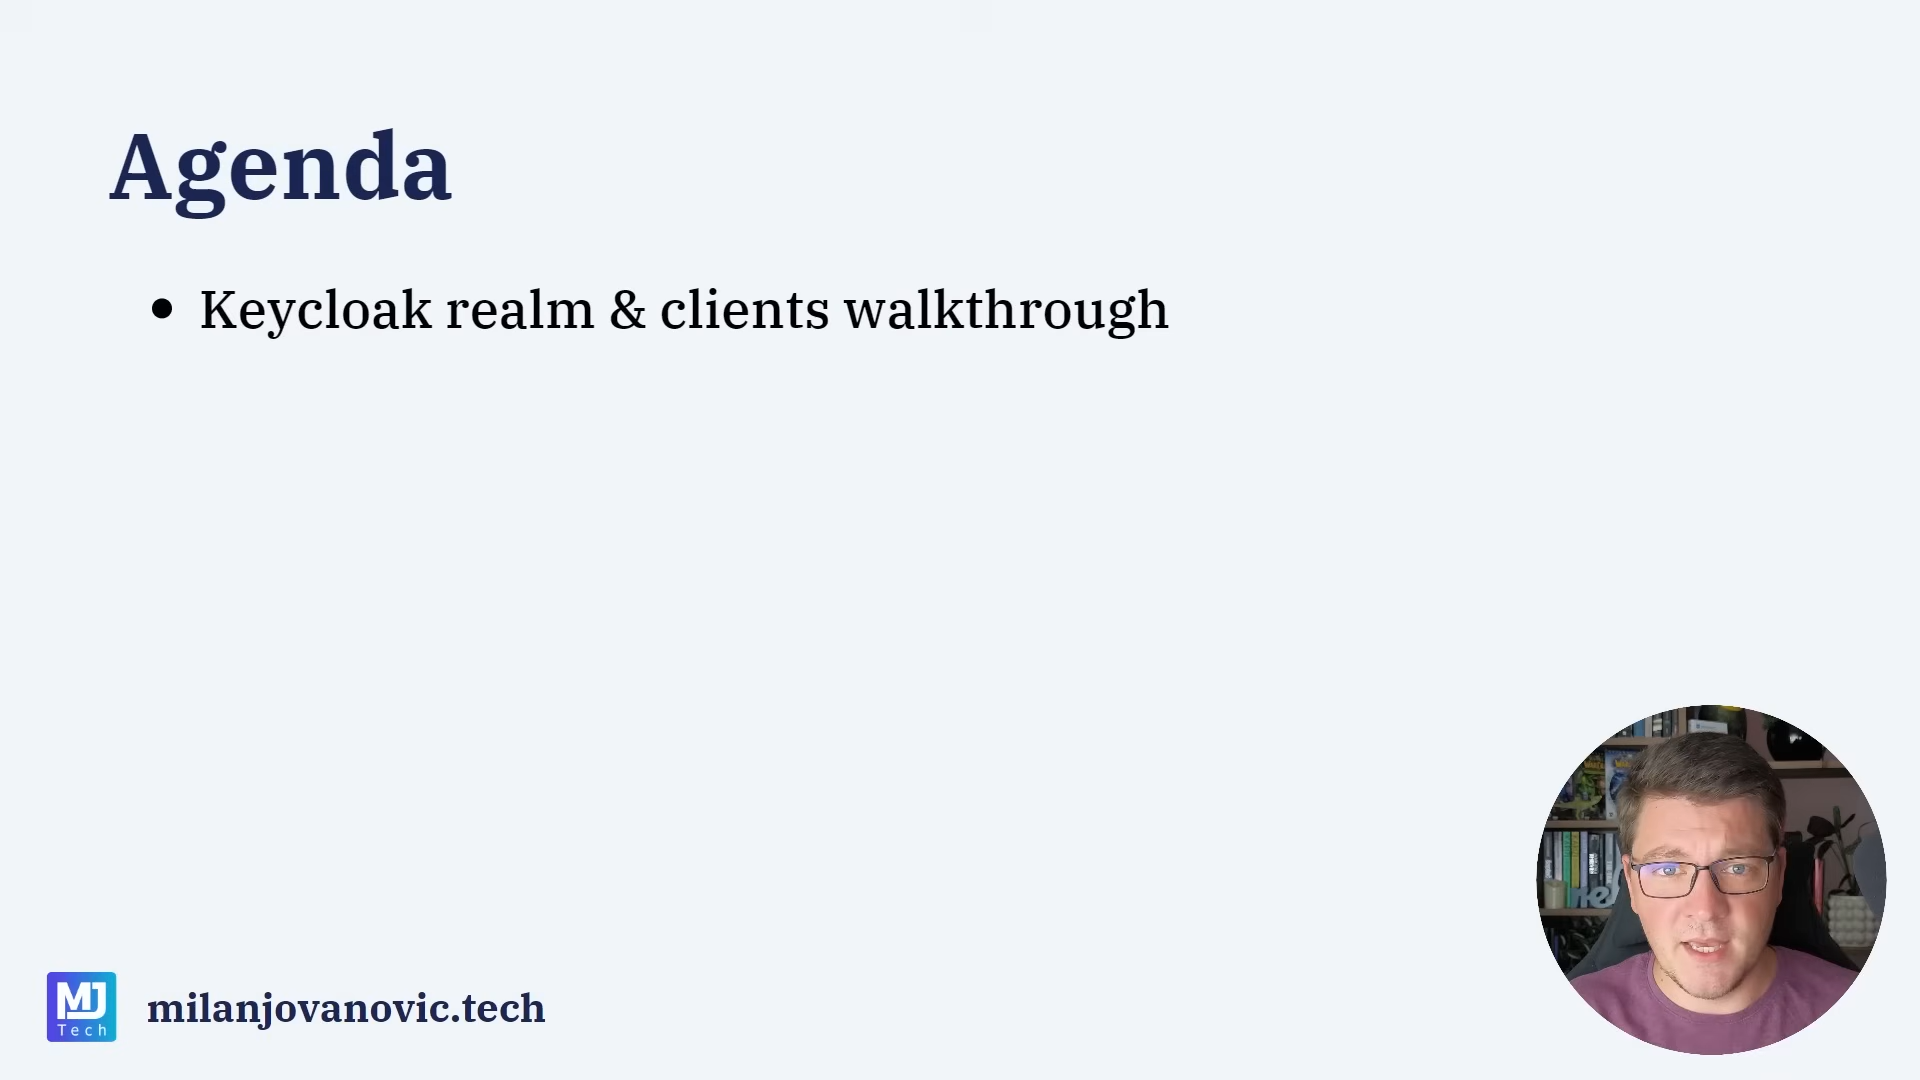 Agenda
• Keycloak realm & clients walkthrough
MJ
Tech
milanjovanovic.tech